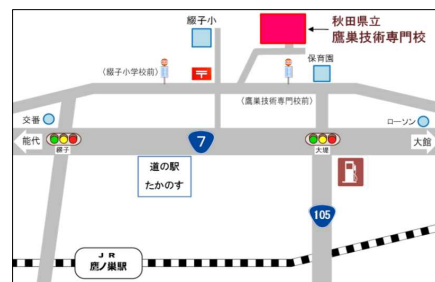 秋田県立
鷹巣技術専門校
綴子小
保育園
(綴子小学校前)
(鷹巣技術専門校前)
交番
ローソン
能代
綴子
7
大堤
大館
道の駅
たかのす
105
JR
鷹ノ巣駅